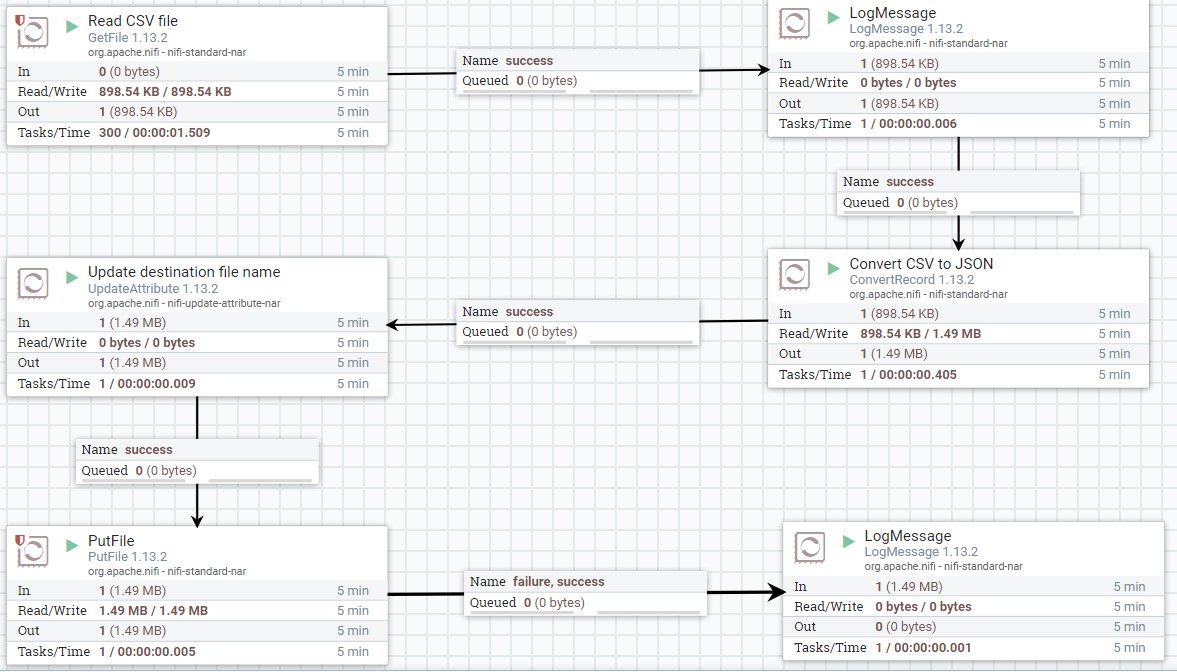 Read CSV file
GetFile 1.13.2
org.apache.nifi - nifi-standard-nar
In 0 (0 bytes) 5 min
Read/Write 898.54 KB / 898.54 KB 5 min
Out 1 (898.54 KB) 5 min
Tasks/Time 300 / 00:00:01.509 5 min
Name success
Queued 0 (0 bytes)
LogMessage
LogMessage 1.13.2
org.apache.nifi - nifi-standard-nar
In 1 (898.54 KB) 5 min
Read/Write 0 bytes / 0 bytes 5 min
Out 1 (898.54 KB) 5 min
Tasks/Time 1 / 00:00:00.006 5 min
Name success
Queued 0 (0 bytes)
Convert CSV to JSON
ConvertRecord 1.13.2
org.apache.nifi - nifi-standard-nar
In 1 (898.54 KB) 5 min
Read/Write 898.54 KB / 1.49 MB 5 min
Out 1 (1.49 MB) 5 min
Tasks/Time 1 / 00:00:00.405 5 min
Name success
Queued 0 (0 bytes)
Update destination file name
UpdateAttribute 1.13.2
org.apache.nifi - nifi-update-attribute-nar
In 1 (1.49 MB) 5 min
Read/Write 0 bytes / 0 bytes 5 min
Out 1 (1.49 MB) 5 min
Tasks/Time 1 / 00:00:00.009 5 min
Name success
Queued 0 (0 bytes)
PutFile
PutFile 1.13.2
org.apache.nifi - nifi-standard-nar
In 1 (1.49 MB) 5 min
Read/Write 1.49 MB / 1.49 MB 5 min
Out 1 (1.49 MB) 5 min
Tasks/Time 1 / 00:00:00.005 5 min
Name failure, success
Queued 0 (0 bytes)
LogMessage
LogMessage 1.13.2
org.apache.nifi - nifi-standard-nar
In 1 (1.49 MB) 5 min
Read/Write 0 bytes / 0 bytes 5 min
Out 0 (0 bytes) 5 min
Tasks/Time 1 / 00:00:00.001 5 min